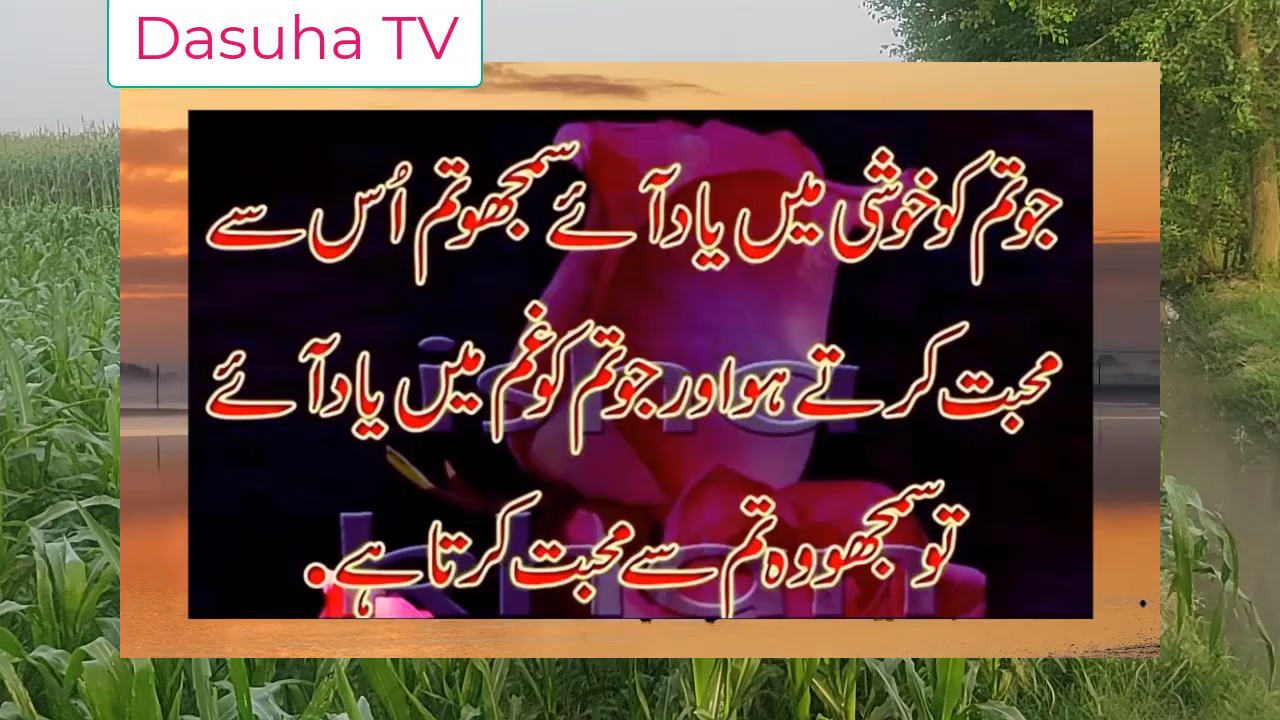 Dasuha TV
جو تم کو خوشی میں یاد آئے سمجھو تم اُس سے
محبت کرتے ہو اور جو تم کو غم میں یاد آئے
تو سمجھو وہ تم سے محبت کرتا ہے.